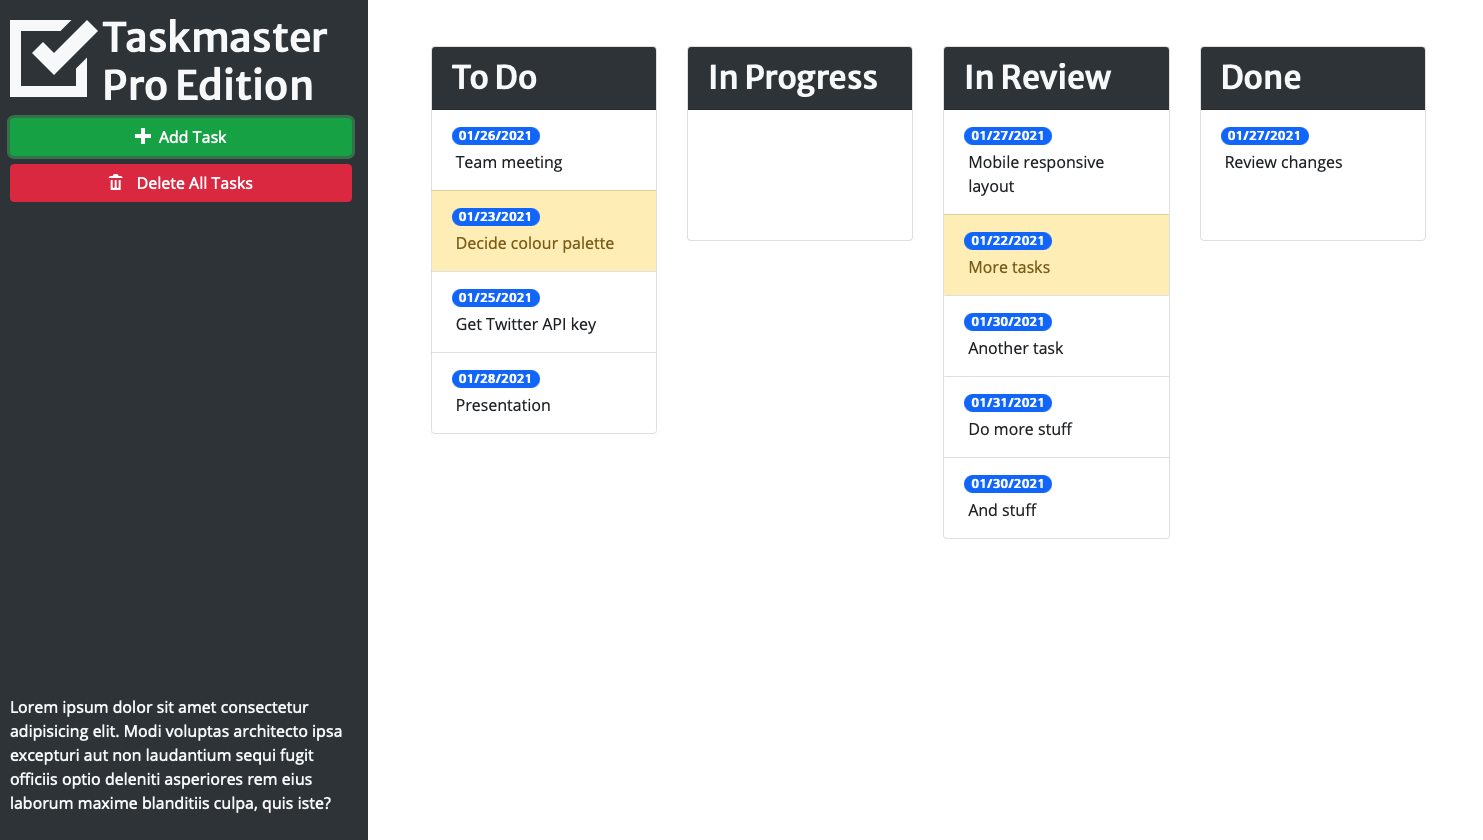 Taskmaster
Pro Edition
Add Task
Delete All Tasks
Lorem ipsum dolor sit amet consectetur
adipisicing elit. Modi voluptas architecto ipsa
excepturi aut non laudantium sequi fugit
officiis optio deleniti asperiores rem eius
laborum maxime blanditiis culpa, quis iste?
To Do
01/26/2021
Team meeting
01/23/2021
Decide colour palette
01/25/2021
Get Twitter API key
01/28/2021
Presentation
In Progress
In Review
01/27/2021
Mobile responsive
layout
01/22/2021
More tasks
01/30/2021
Another task
01/31/2021
Do more stuff
01/30/2021
And stuff
Done
01/27/2021
Review changes